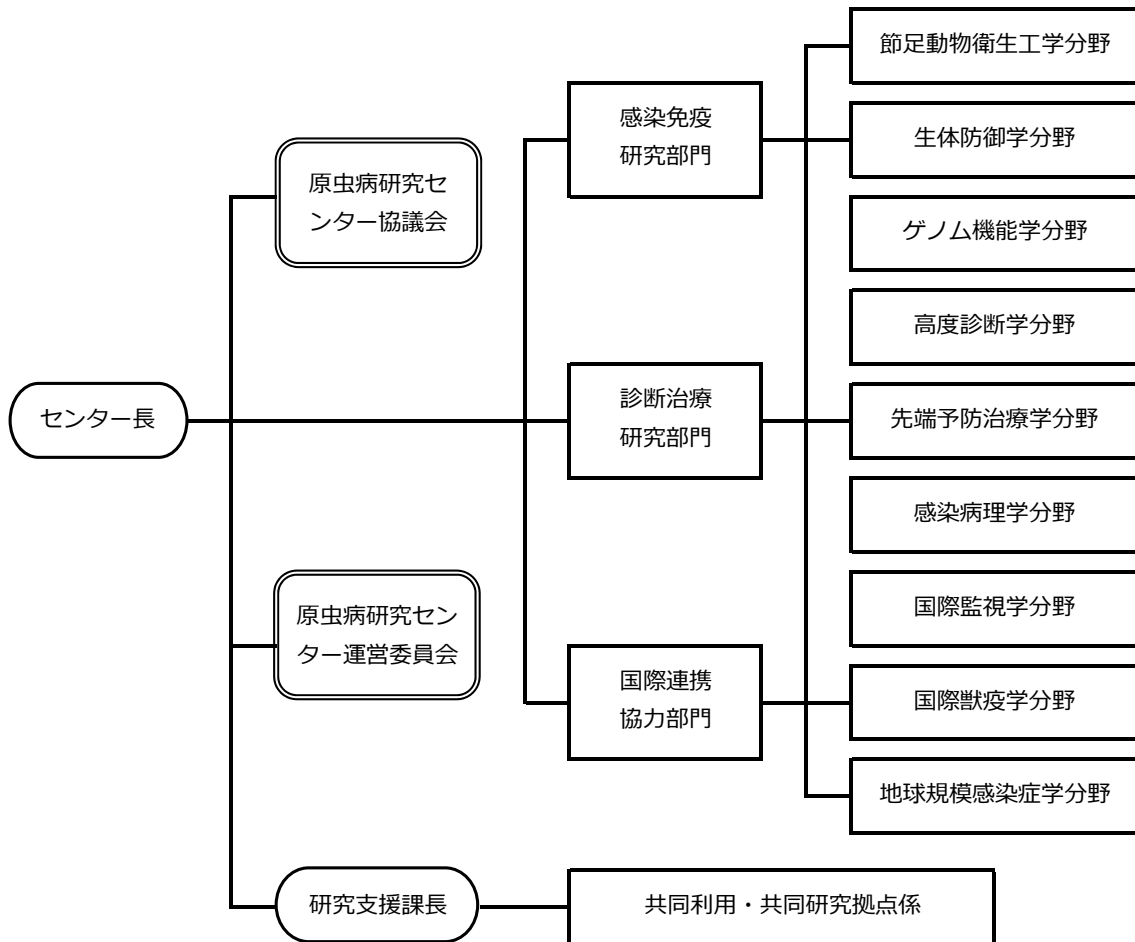 センター長
原虫病研究セ
ンター協議会
原虫病研究セン
ター運営委員会
研究支援課長
共同利用・共同研究拠点係
感染免疫
研究部門
診断治療
研究部門
国際連携
協力部門
節足動物衛生工学分野
生体防御学分野
ゲノム機能学分野
高度診断学分野
先端予防治療学分野
感染病理学分野
国際監視学分野
国際獣疫学分野
地球規模感染症学分野